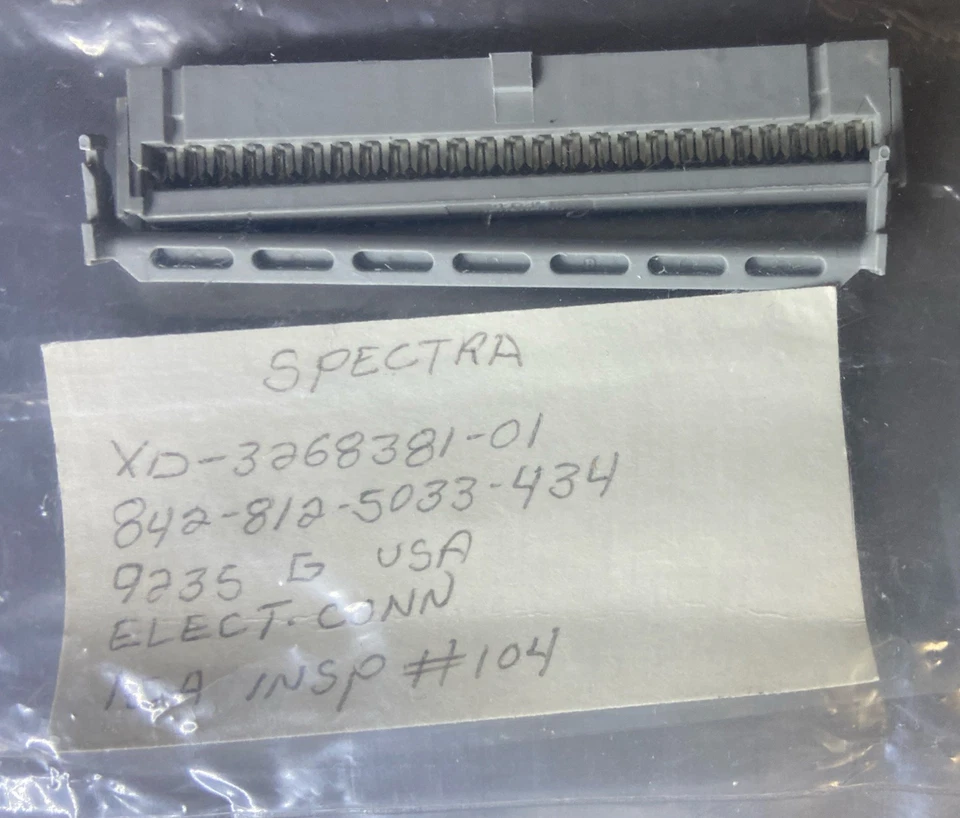 SPECTRA
XD-3268381-01
842-812-5033-434
9235 G USA
ELECT-CONN
INSP #104